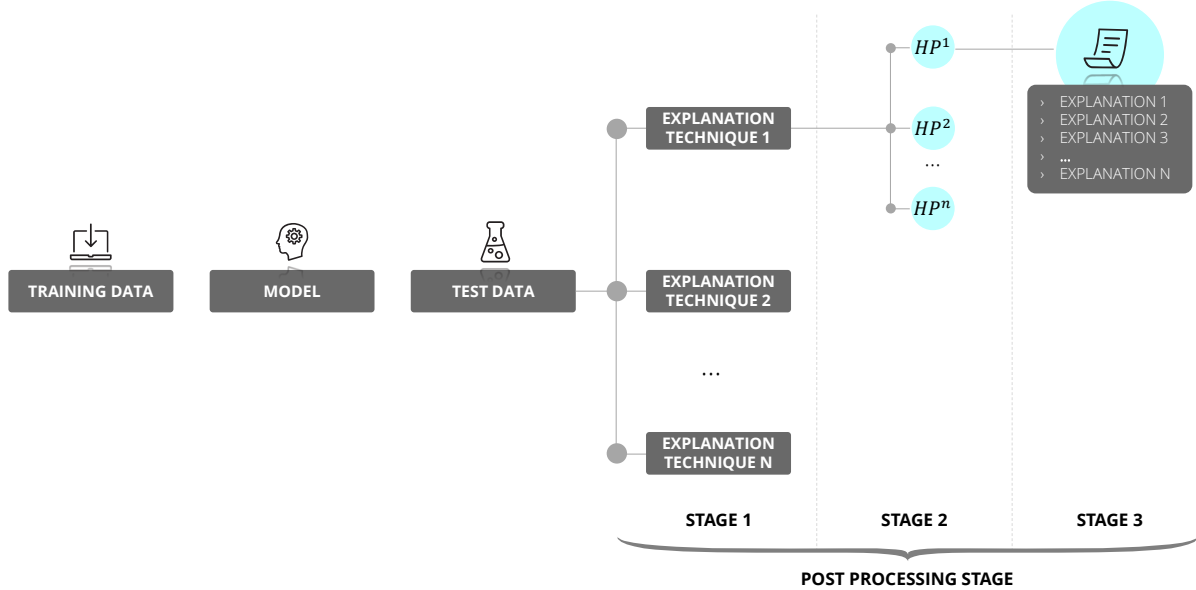 TRAINING DATA
MODEL
TEST DATA
EXPLANATION
TECHNIQUE 1
EXPLANATION
TECHNIQUE 2
...
EXPLANATION
TECHNIQUE N
HP¹
HP²
...
HPⁿ
› EXPLANATION 1
› EXPLANATION 2
› EXPLANATION 3
› ...
› EXPLANATION N
STAGE 1
STAGE 2
STAGE 3
POST PROCESSING STAGE